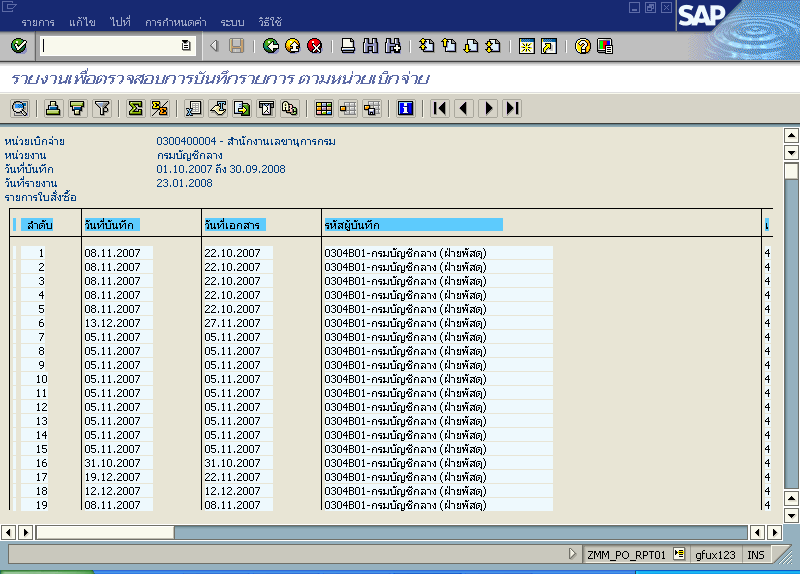 รายการ แก้ไข ไปที่ การกำหนดค่า ระบบ วิธีใช้
SAP
รายงานเพื่อตรวจสอบการบันทึกรายการ ตามหน่วยเบิกจ่าย
หน่วยเบิกจ่าย 0300400004 - สำนักงานเลขานุการกรม
หน่วยงาน กรมบัญชีกลาง
วันที่บันทึก 01.10.2007 ถึง 30.09.2008
วันที่รายงาน 23.01.2008
รายการใบสั่งซื้อ
ลำดับ วันที่บันทึก วันที่เอกสาร รหัสผู้บันทึก เ
1 08.11.2007 22.10.2007 0304B01-กรมบัญชีกลาง (ฝ่ายพัสดุ) 4
2 08.11.2007 22.10.2007 0304B01-กรมบัญชีกลาง (ฝ่ายพัสดุ) 4
3 08.11.2007 22.10.2007 0304B01-กรมบัญชีกลาง (ฝ่ายพัสดุ) 4
4 08.11.2007 22.10.2007 0304B01-กรมบัญชีกลาง (ฝ่ายพัสดุ) 4
5 08.11.2007 22.10.2007 0304B01-กรมบัญชีกลาง (ฝ่ายพัสดุ) 4
6 13.12.2007 27.11.2007 0304B01-กรมบัญชีกลาง (ฝ่ายพัสดุ) 4
7 05.11.2007 05.11.2007 0304B01-กรมบัญชีกลาง (ฝ่ายพัสดุ) 4
8 05.11.2007 05.11.2007 0304B01-กรมบัญชีกลาง (ฝ่ายพัสดุ) 4
9 05.11.2007 05.11.2007 0304B01-กรมบัญชีกลาง (ฝ่ายพัสดุ) 4
10 05.11.2007 05.11.2007 0304B01-กรมบัญชีกลาง (ฝ่ายพัสดุ) 4
11 05.11.2007 05.11.2007 0304B01-กรมบัญชีกลาง (ฝ่ายพัสดุ) 4
12 05.11.2007 05.11.2007 0304B01-กรมบัญชีกลาง (ฝ่ายพัสดุ) 4
13 05.11.2007 05.11.2007 0304B01-กรมบัญชีกลาง (ฝ่ายพัสดุ) 4
14 05.11.2007 05.11.2007 0304B01-กรมบัญชีกลาง (ฝ่ายพัสดุ) 4
15 05.11.2007 05.11.2007 0304B01-กรมบัญชีกลาง (ฝ่ายพัสดุ) 4
16 31.10.2007 31.10.2007 0304B01-กรมบัญชีกลาง (ฝ่ายพัสดุ) 4
17 19.12.2007 22.11.2007 0304B01-กรมบัญชีกลาง (ฝ่ายพัสดุ) 4
18 12.12.2007 12.12.2007 0304B01-กรมบัญชีกลาง (ฝ่ายพัสดุ) 4
19 08.11.2007 08.11.2007 0304B01-กรมบัญชีกลาง (ฝ่ายพัสดุ) 4
ZMM_PO_RPT01 gfux123 INS